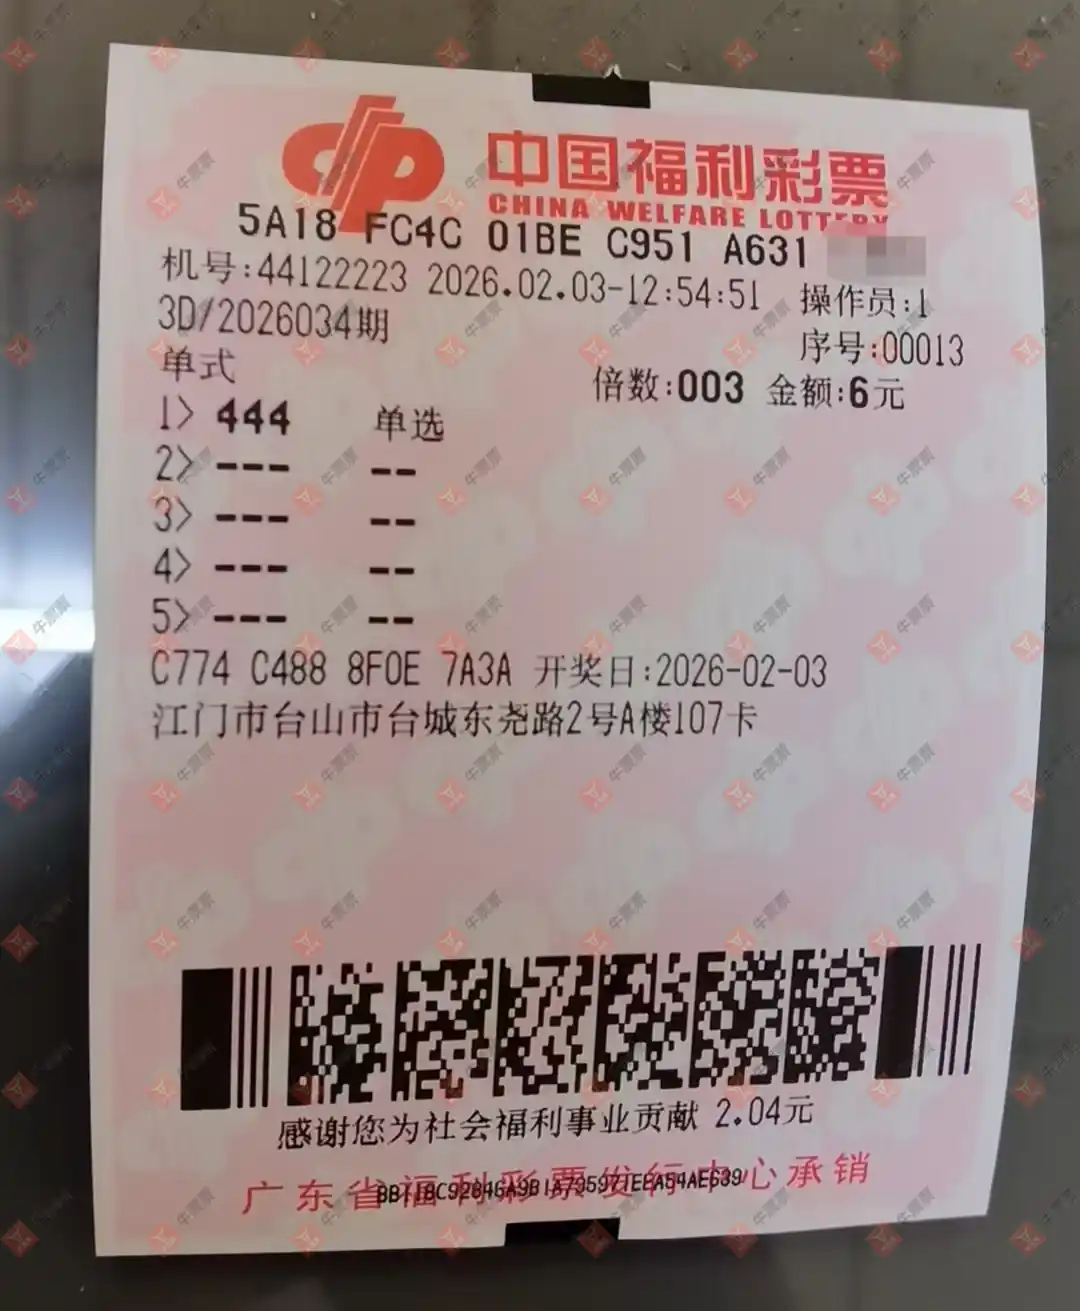 中国福利彩票
CHINA WELFARE LOTTERY
5A18 FC4C 01BE C951 A631
机号:44122223 2026.02.03-12:54:51 操作员:1
3D/2026034期 序号:00013
单式 倍数:003 金额:6元
1> 444 单选
2> --- --
3> --- --
4> --- --
5> --- --
C774 C488 8F0E 7A3A 开奖日:2026-02-03
江门市台山市台城东尧路2号A楼107卡
感谢您为社会福利事业贡献 2.04元
广东省福利彩票发行中心承销
牛票票